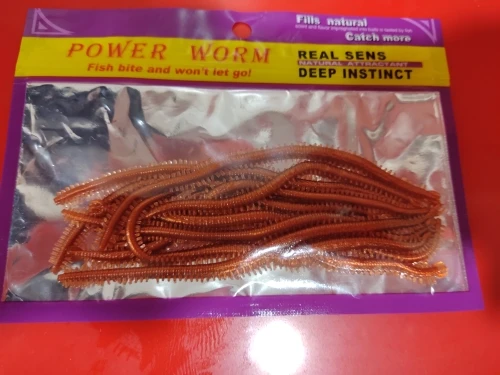 Fills natural
Catch more
POWER WORM
Fish bite and won't let go!
REAL SENS
NATURAL ATTRACTANT
DEEP INSTINCT